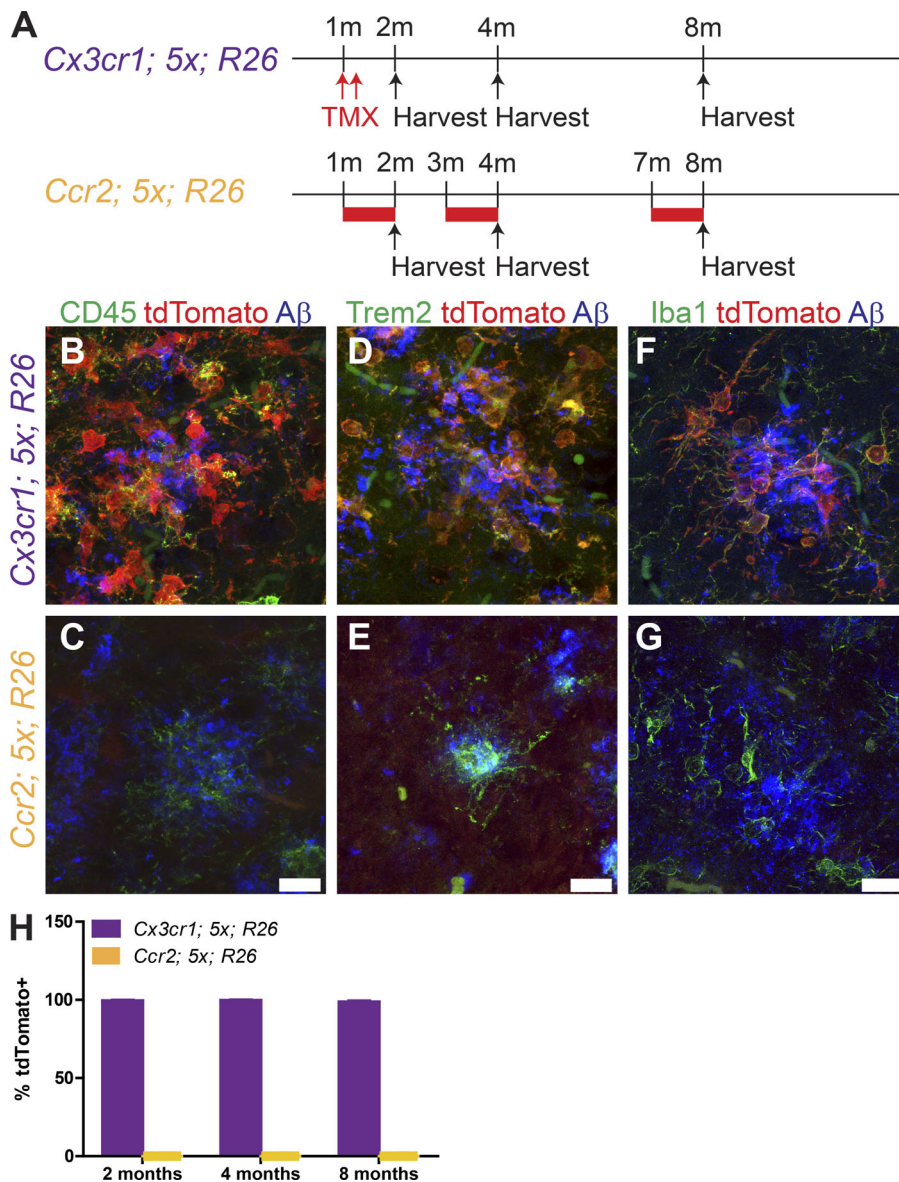 A
1m 2m 4m 8m
Cx3cr1; 5x; R26
TMX Harvest Harvest Harvest
1m 2m 3m 4m 7m 8m
Ccr2; 5x; R26
Harvest Harvest Harvest
CD45 tdTomato Aβ Trem2 tdTomato Aβ Iba1 tdTomato Aβ
B D F
Cx3cr1; 5x; R26
C E G
Ccr2; 5x; R26
H
150
Cx3cr1; 5x; R26
Ccr2; 5x; R26
100
% tdTomato+
50
0
2 months 4 months 8 months